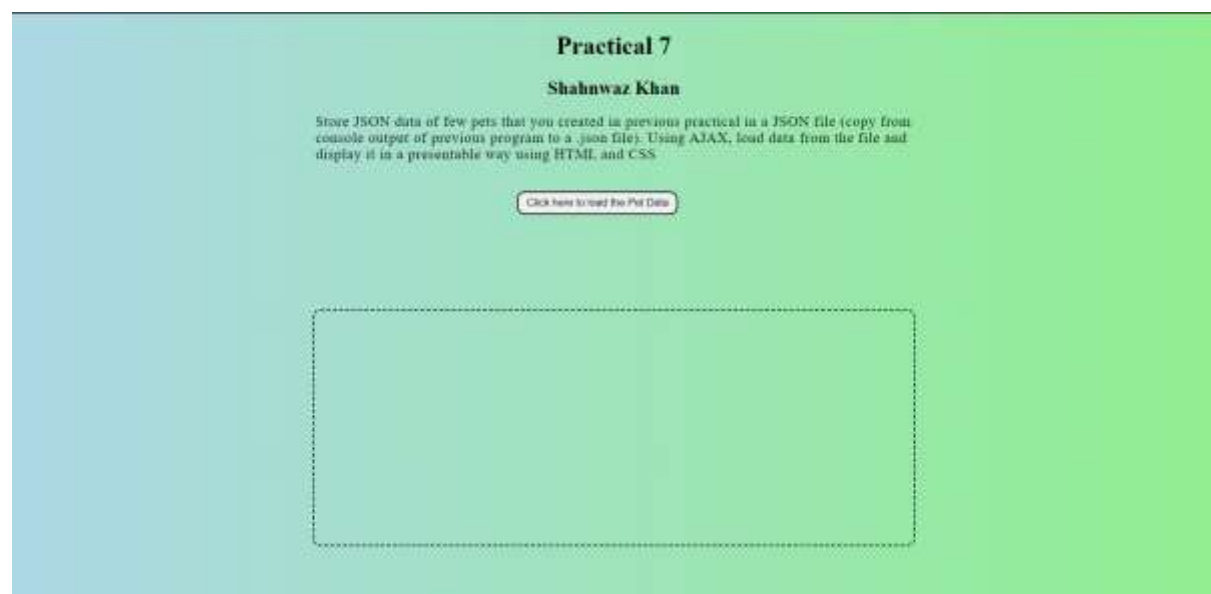 Practical 7
Shahnwaz Khan
Store JSON data of few pets that you created in previous practical in a JSON file (copy from
console output of previous program to a .json file). Using AJAX, load data from the file and
display it in a presentable way using HTML and CSS
Click here to load the Pet Data